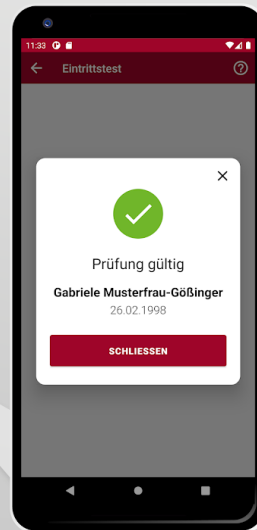 11:33
Eintrittstest
Prüfung gültig
Gabriele Musterfrau-Gößinger
26.02.1998
SCHLIESSEN